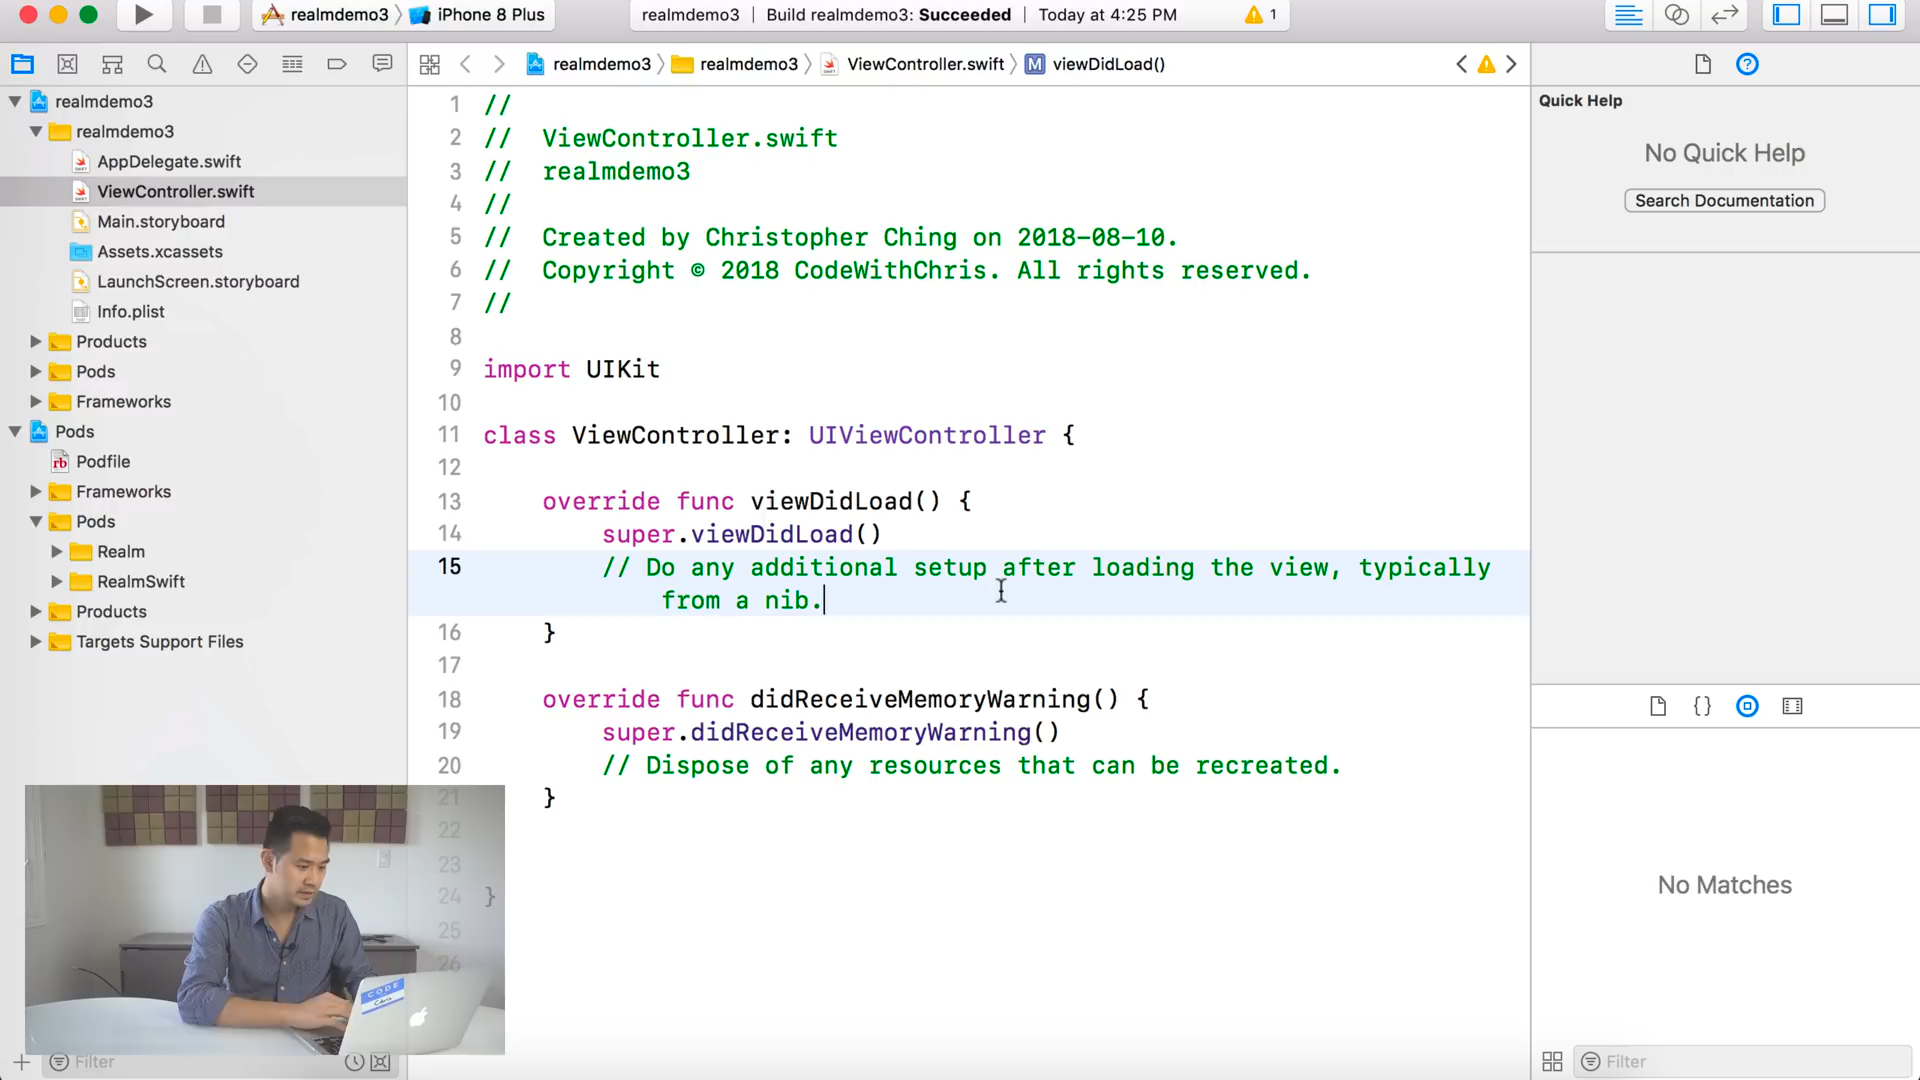 realmdemo3 iPhone 8 Plus realmdemo3 Build realmdemo3: Succeeded Today at 4:25 PM 1
realmdemo3 realmdemo3 ViewController.swift viewDidLoad()
realmdemo3
realmdemo3
AppDelegate.swift
ViewController.swift
Main.storyboard
Assets.xcassets
LaunchScreen.storyboard
Info.plist
Products
Pods
Frameworks
Pods
Podfile
Frameworks
Pods
Realm
RealmSwift
Products
Targets Support Files
Filter
1 //
2 // ViewController.swift
3 // realmdemo3
4 //
5 // Created by Christopher Ching on 2018-08-10.
6 // Copyright © 2018 CodeWithChris. All rights reserved.
7 //
8
9 import UIKit
10
11 class ViewController: UIViewController {
12
13 override func viewDidLoad() {
14 super.viewDidLoad()
15 // Do any additional setup after loading the view, typically
from a nib.
16 }
17
18 override func didReceiveMemoryWarning() {
19 super.didReceiveMemoryWarning()
20 // Dispose of any resources that can be recreated.
21 }
22
23
24 }
25
26
CODE
Chris
Quick Help
No Quick Help
Search Documentation
{}
No Matches
Filter